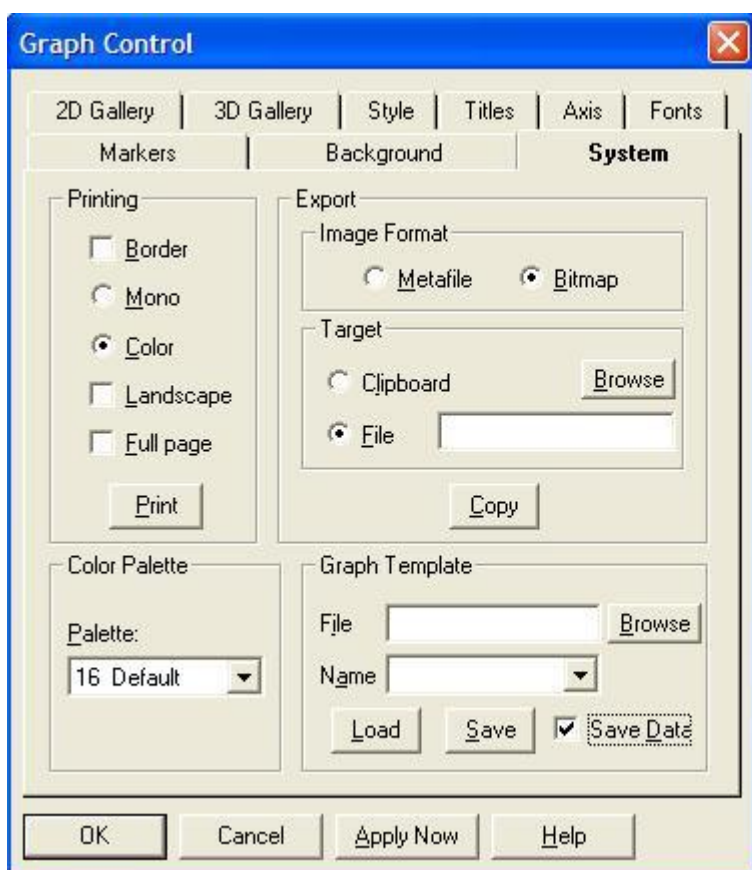 Graph Control
2D Gallery 3D Gallery Style Titles Axis Fonts
Markers Background System
Printing
Border
Mono
Color
Landscape
Full page
Print
Export
Image Format
Metafile Bitmap
Target
Clipboard Browse
File
Copy
Color Palette
Palette:
16 Default
Graph Template
File Browse
Name
Load Save Save Data
OK Cancel Apply Now Help